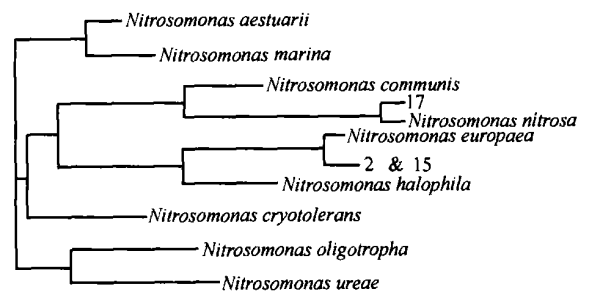 Nitrosomonas aestuarii
Nitrosomonas marina
Nitrosomonas communis
17
Nitrosomonas nitrosa
Nitrosomonas europaea
2 & 15
Nitrosomonas halophila
Nitrosomonas cryotolerans
Nitrosomonas oligotropha
Nitrosomonas ureae